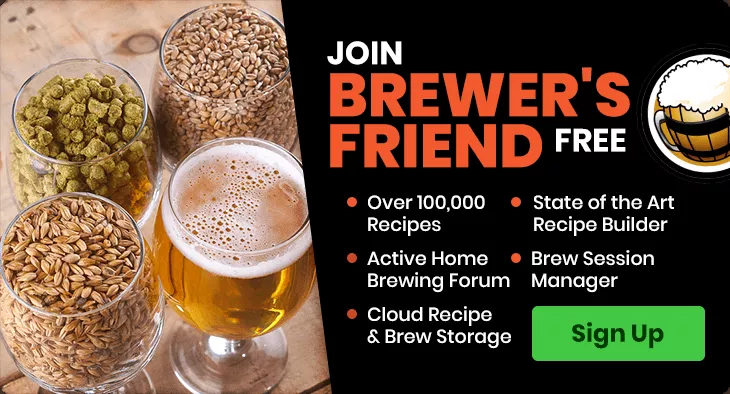 JOIN
BREWER'S
FRIEND FREE
Over 100,000
Recipes
Active Home
Brewing Forum
Cloud Recipe
& Brew Storage
State of the Art
Recipe Builder
Brew Session
Manager
Sign Up